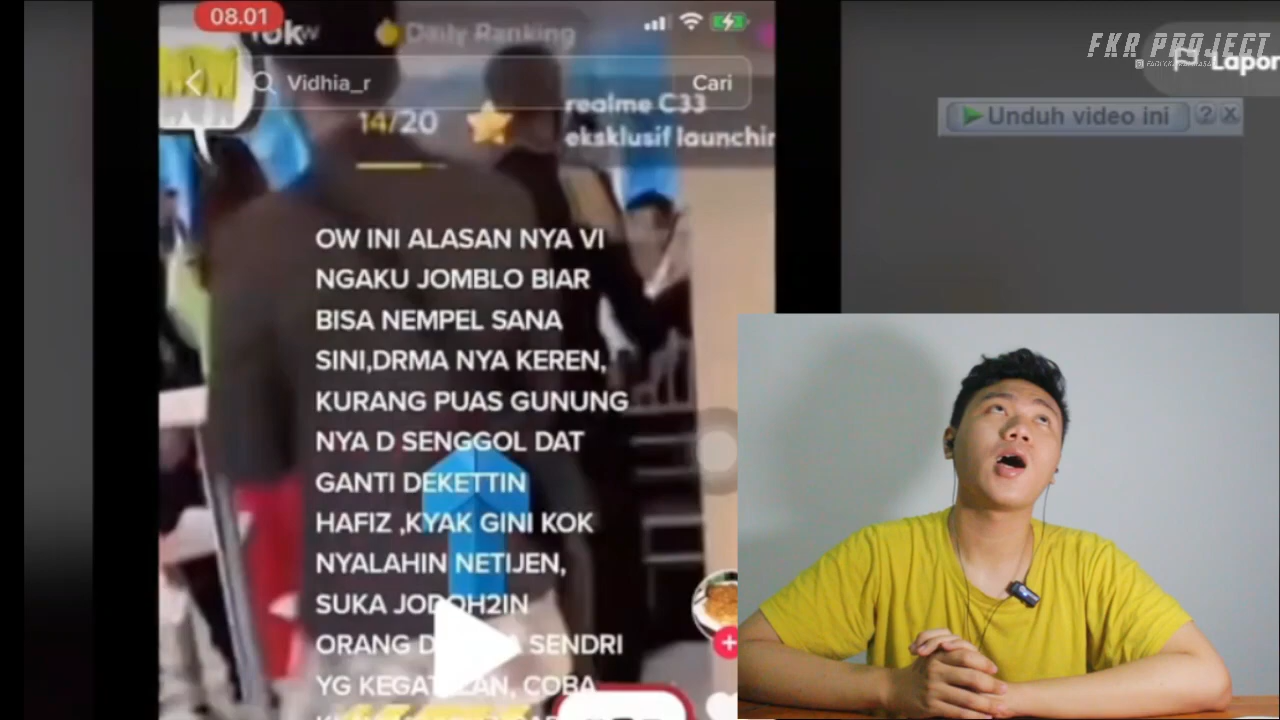 08.01
Tok
Daily Ranking
FKR PROJECT
Lapor
Vidhia_r
Cari
14/20
realme C33
eksklusif launchin
Unduh video ini ? X
OW INI ALASAN NYA VI
NGAKU JOMBLO BIAR
BISA NEMPEL SANA
SINI,DRMA NYA KEREN,
KURANG PUAS GUNUNG
NYA D SENGGOL DAT
GANTI DEKETTIN
HAFIZ ,KYAK GINI KOK
NYALAHIN NETIJEN,
SUKA JODOH2IN
ORANG SENDRI
YG COBA